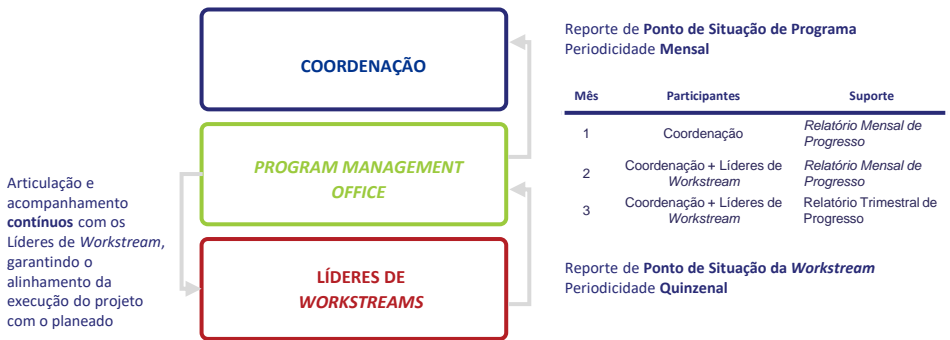 COORDENAÇÃO
PROGRAM MANAGEMENT
OFFICE
LÍDERES DE
WORKSTREAMS
Articulação e
acompanhamento
contínuos com os
Líderes de Workstream,
garantindo o
alinhamento da
execução do projeto
com o planeado
Reporte de Ponto de Situação de Programa
Periodicidade Mensal
Mês Participantes Suporte
1 Coordenação Relatório Mensal de
Progresso
2 Coordenação + Líderes de Workstream Relatório Mensal de
Progresso
3 Coordenação + Líderes de Workstream Relatório Trimestral de
Progresso
Reporte de Ponto de Situação da Workstream
Periodicidade Quinzenal